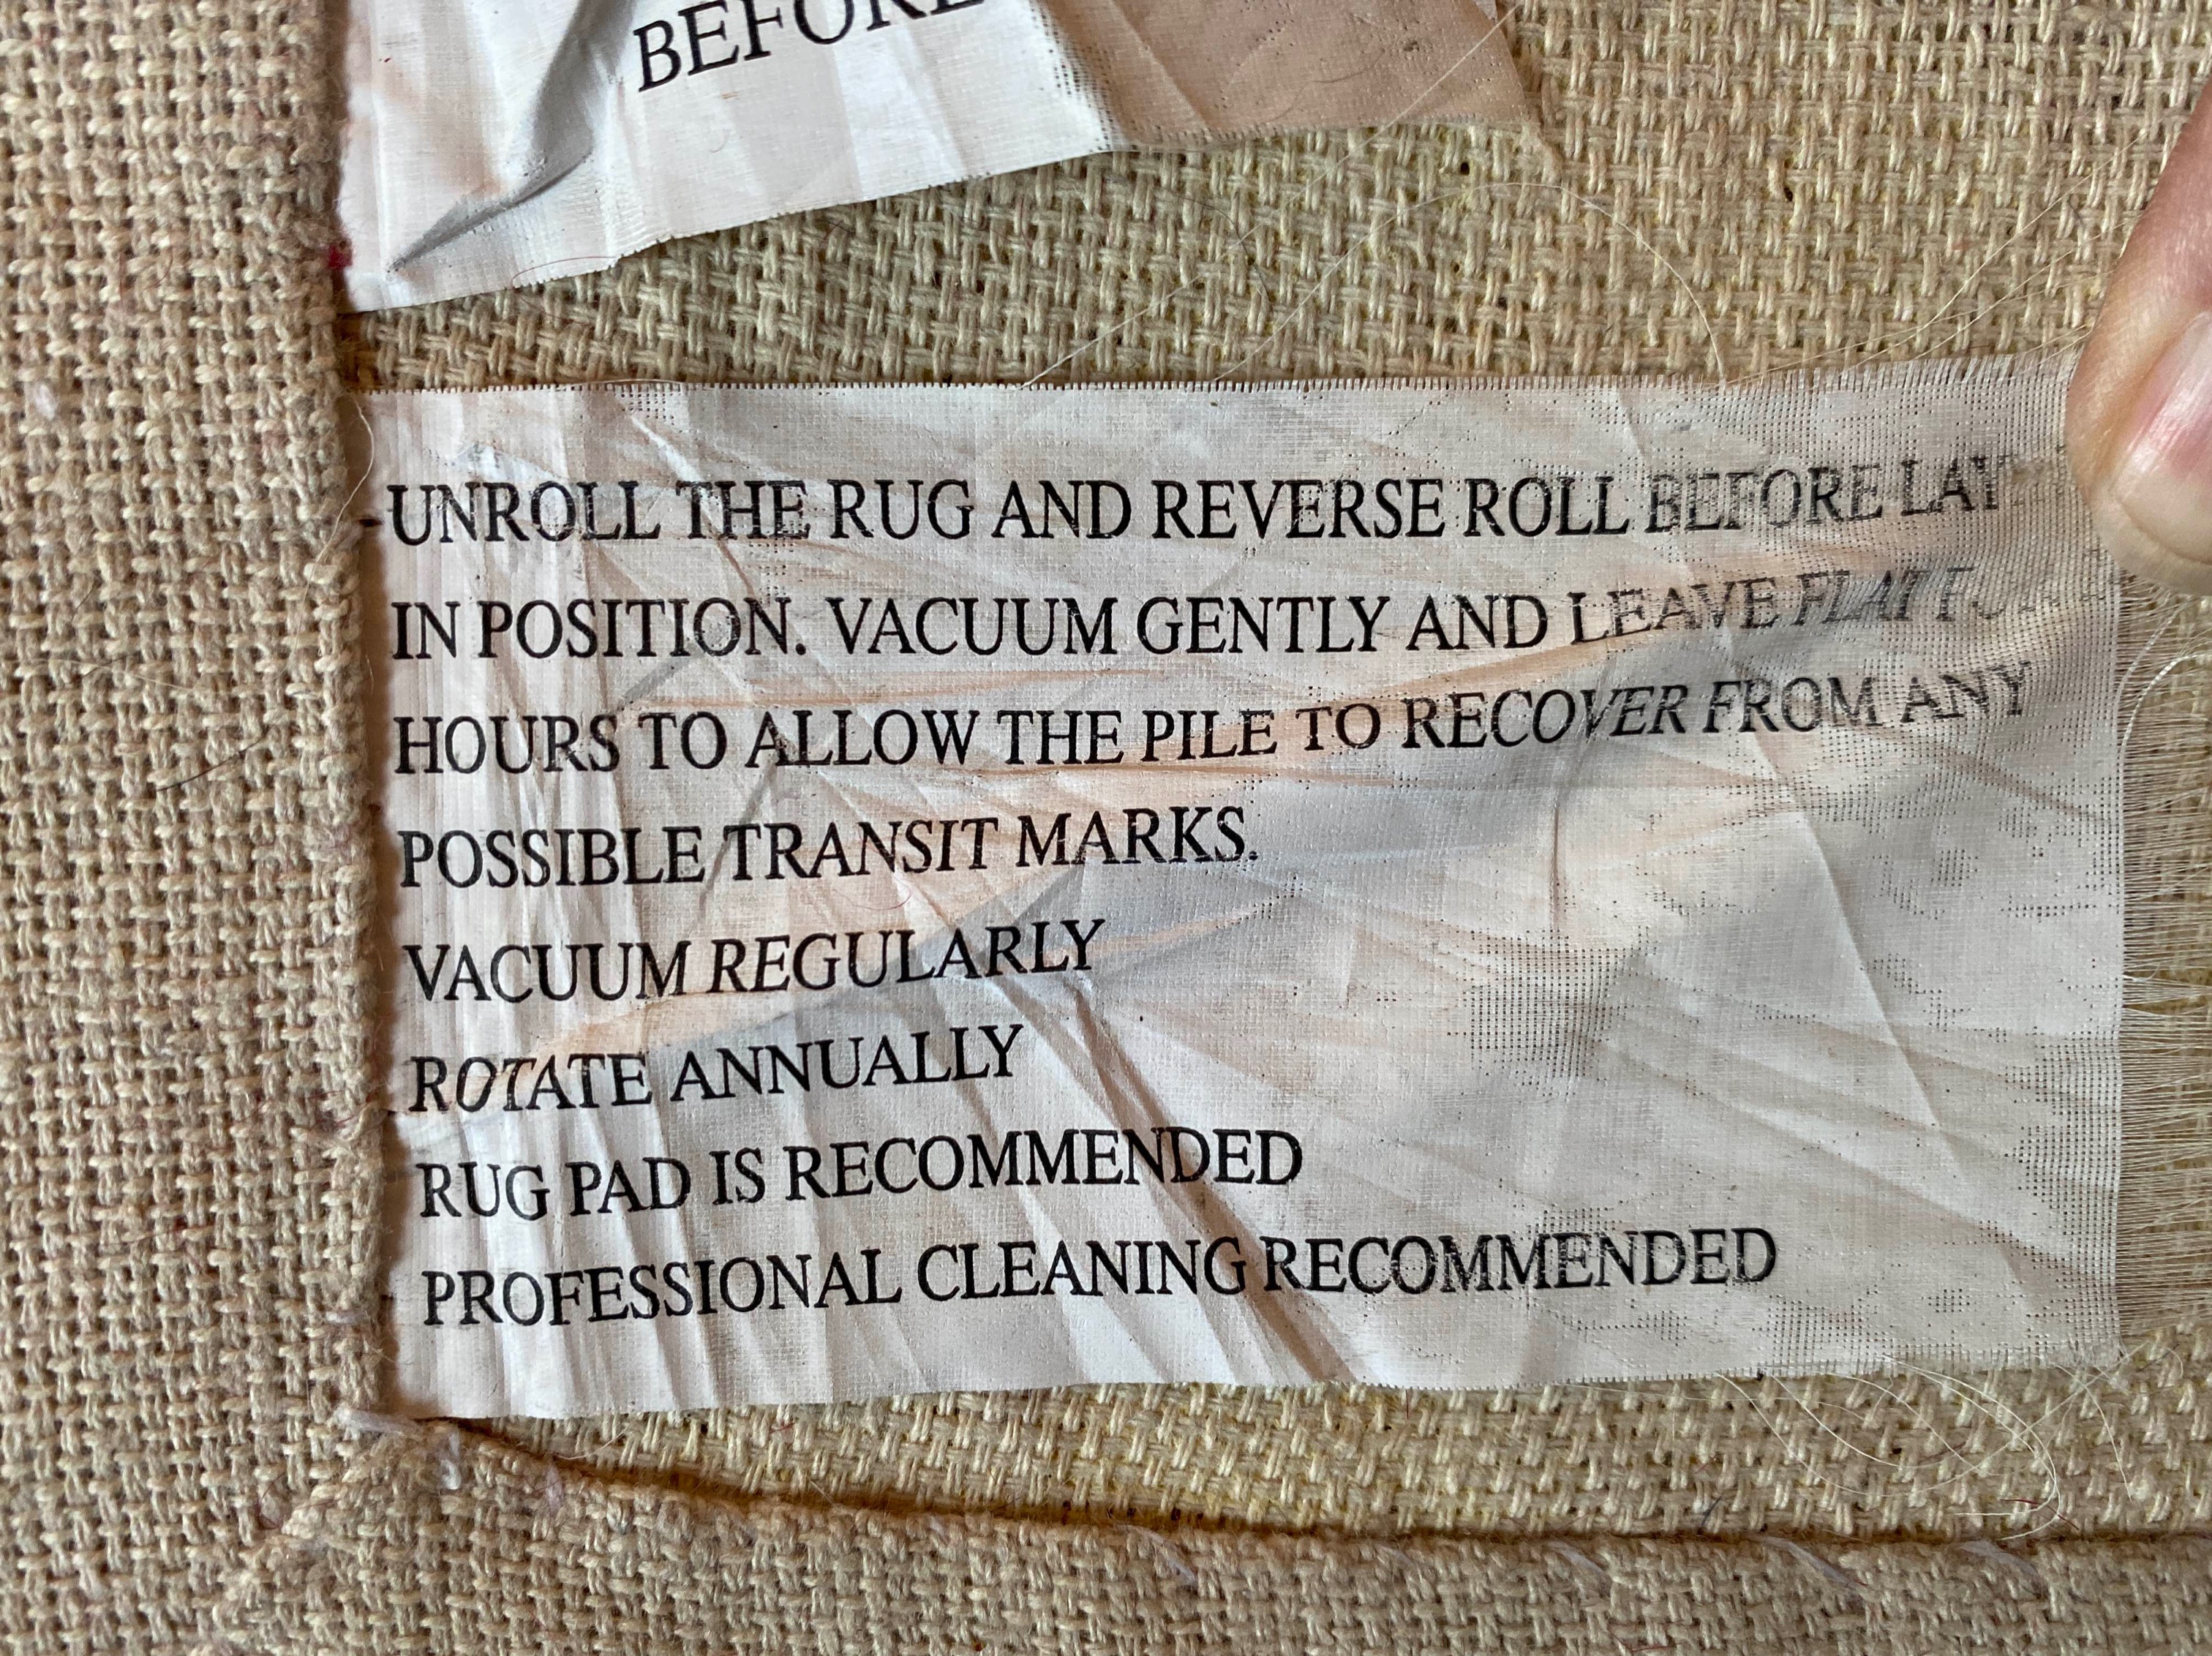 BEFORE
UNROLL THE RUG AND REVERSE ROLL BEFORE
IN POSITION. VACUUM GENTLY AND LEAVE FLAT
HOURS TO ALLOW THE PILE TO RECOVER FROM ANY
POSSIBLE TRANSIT MARKS.
VACUUM REGULARLY
ROTATE ANNUALLY
RUG PAD IS RECOMMENDED
PROFESSIONAL CLEANING RECOMMENDED